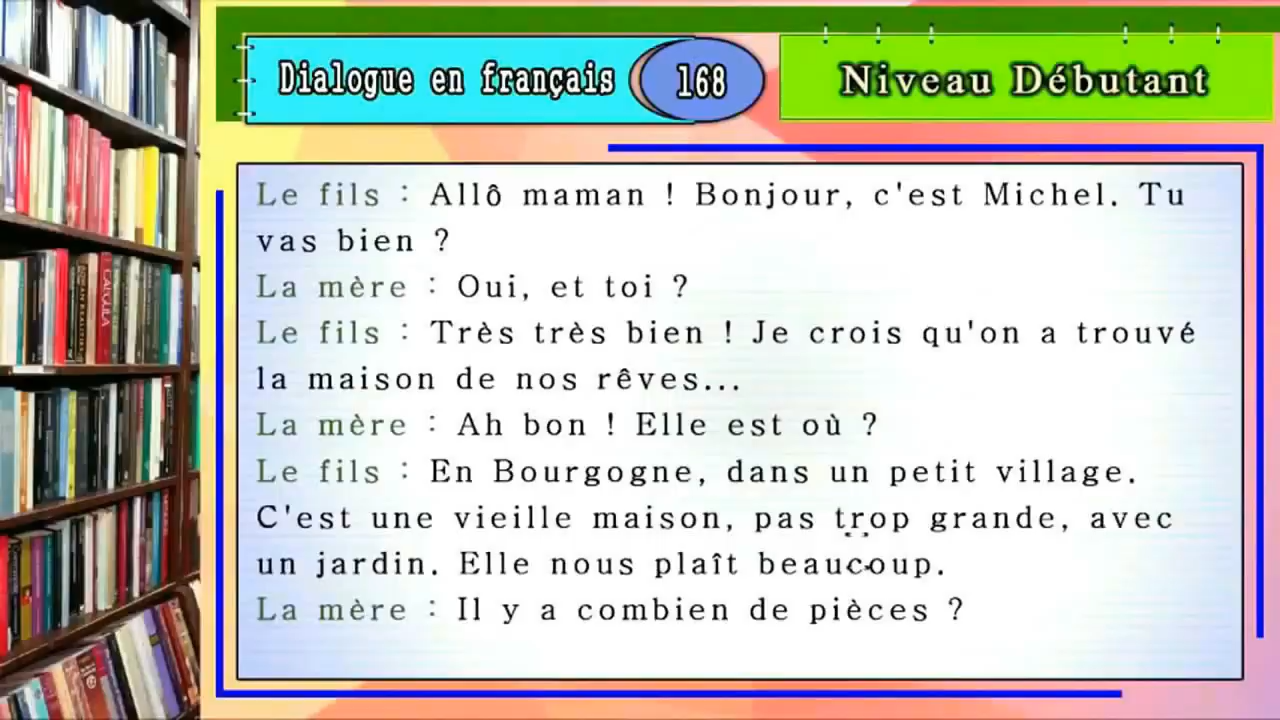 Dialogue en français 168
Niveau Débutant
Le fils : Allô maman ! Bonjour, c'est Michel. Tu
vas bien ?
La mère : Oui, et toi ?
Le fils : Très très bien ! Je crois qu'on a trouvé
la maison de nos rêves...
La mère : Ah bon ! Elle est où ?
Le fils : En Bourgogne, dans un petit village.
C'est une vieille maison, pas trop grande, avec
un jardin. Elle nous plaît beaucoup.
La mère : Il y a combien de pièces ?